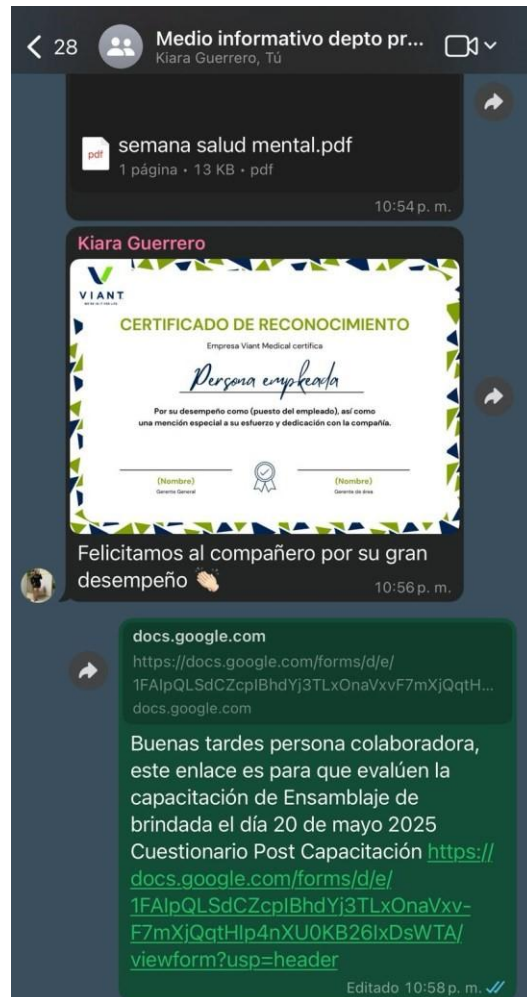 28
Medio informativo depto pr...
Kiara Guerrero, Tú
pdf
semana salud mental.pdf
1 página • 13 KB • pdf
10:54 p. m.
Kiara Guerrero
VIANT
CERTIFICADO DE RECONOCIMIENTO
Empresa Viant Medical certifica
Persona empleada
Por su desempeño como (puesto del empleado), así como
una mención especial a su esfuerzo y dedicación con la compañía.
(Nombre)
Gerente General
(Nombre)
Gerente de área
Felicitamos al compañero por su gran
desempeño 👏🏻
10:56 p. m.
docs.google.com
https://docs.google.com/forms/d/e/
1FAIpQLSdCZcpIBhdYj3TLxOnaVxvF7mXjQqtH...
docs.google.com
Buenas tardes persona colaboradora,
este enlace es para que evalúen la
capacitación de Ensamblaje de
brindada el día 20 de mayo 2025
Cuestionario Post Capacitación https://
docs.google.com/forms/d/e/
1FAIpQLSdCZcpIBhdYj3TLxOnaVxv-
F7mXjQqtHIp4nXU0KB26IxDsWTA/
viewform?usp=header
Editado 10:58 p. m.